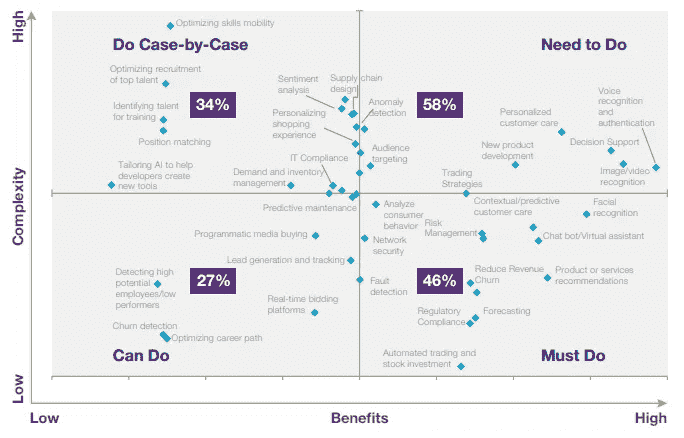 High
Optimizing skills mobility
Do Case-by-Case
Need to Do
Optimizing recruitment
of top talent
34%
Identifying talent
for training
Position matching
Tailoring AI to help
developers create
new tools
Sentiment
analysis
Supply chain
design
Personalizing
shopping
experience
Anomaly
detection
58%
IT Compliance
Demand and inventory
management
Audience
targeting
Predictive maintenance
Personalized
customer care
New product
development
Trading
Strategies
Voice
recognition
and
authentication
Decision Support
Image/video
recognition
Complexity
Programmatic media buying
Lead generation and tracking
Detecting high
potential
employees/low
performers
27%
Real-time bidding
platforms
Churn detection
Optimizing career path
Can Do
Analyze
consumer
behavior
Network
security
Fault
detection
Risk
Management
Contextual/predictive
customer care
Facial
recognition
Chat bot/Virtual assistant
46%
Reduce Revenue
Churn
Product or services
recommendations
Regulatory
Compliance
Forecasting
Automated trading and
stock investment
Must Do
Low
Low
Benefits
High